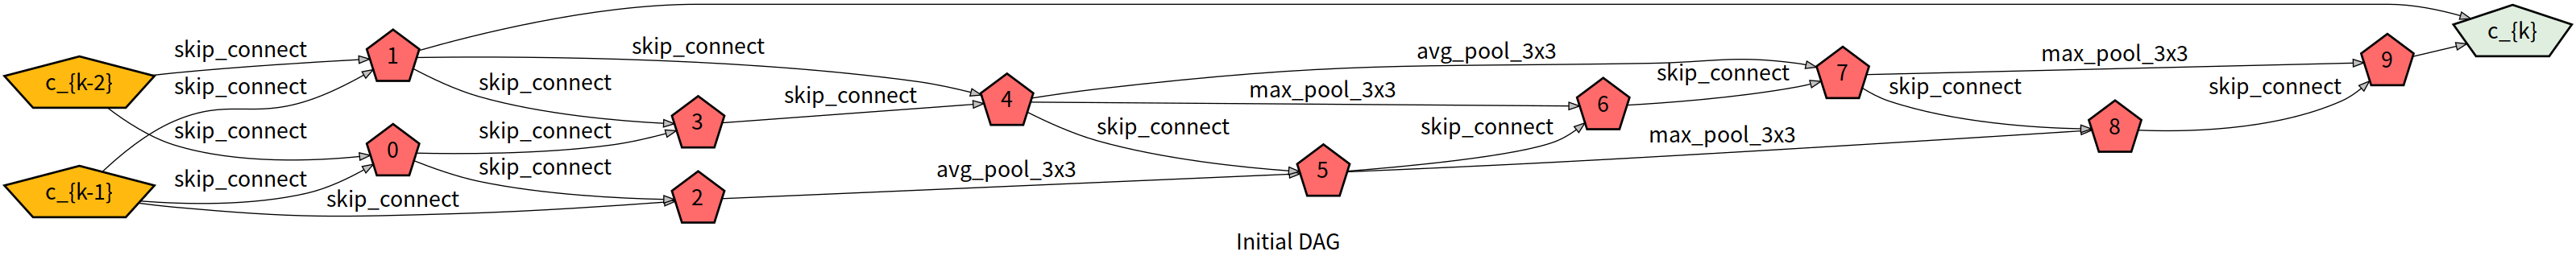 c_{k-2}
c_{k-1}
skip_connect
skip_connect
skip_connect
skip_connect
skip_connect
1
0
skip_connect
skip_connect
skip_connect
skip_connect
3
2
skip_connect
4
avg_pool_3x3
skip_connect
5
avg_pool_3x3
max_pool_3x3
skip_connect
6
skip_connect
max_pool_3x3
7
max_pool_3x3
skip_connect
8
skip_connect
9
c_{k}
Initial DAG